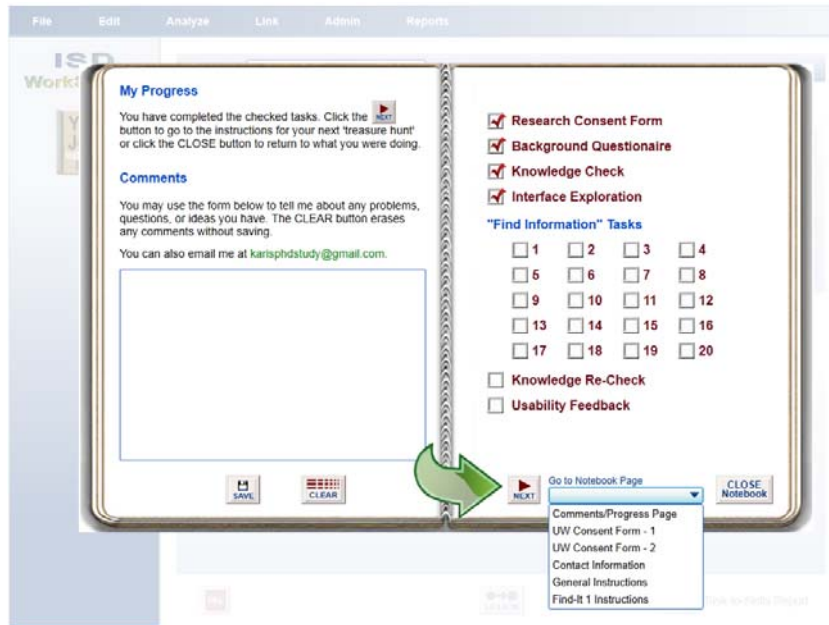 File Edit Analyze Link Admin Reports
ISD
My Progress
You have completed the checked tasks. Click the NEXT
button to go to the instructions for your next 'treasure hunt'
or click the CLOSE button to return to what you were doing.
Comments
You may use the form below to tell me about any problems,
questions, or ideas you have. The CLEAR button erases
any comments without saving.
You can also email me at karisphdstudy@gmail.com.
SAVE
CLEAR
Research Consent Form
Background Questionaire
Knowledge Check
Interface Exploration
"Find Information" Tasks
1 2 3 4
5 6 7 8
9 10 11 12
13 14 15 16
17 18 19 20
Knowledge Re-Check
Usability Feedback
NEXT
Go to Notebook Page
CLOSE
Notebook
Comments/Progress Page
UW Consent Form - 1
UW Consent Form - 2
Contact Information
General Instructions
Find-It 1 Instructions